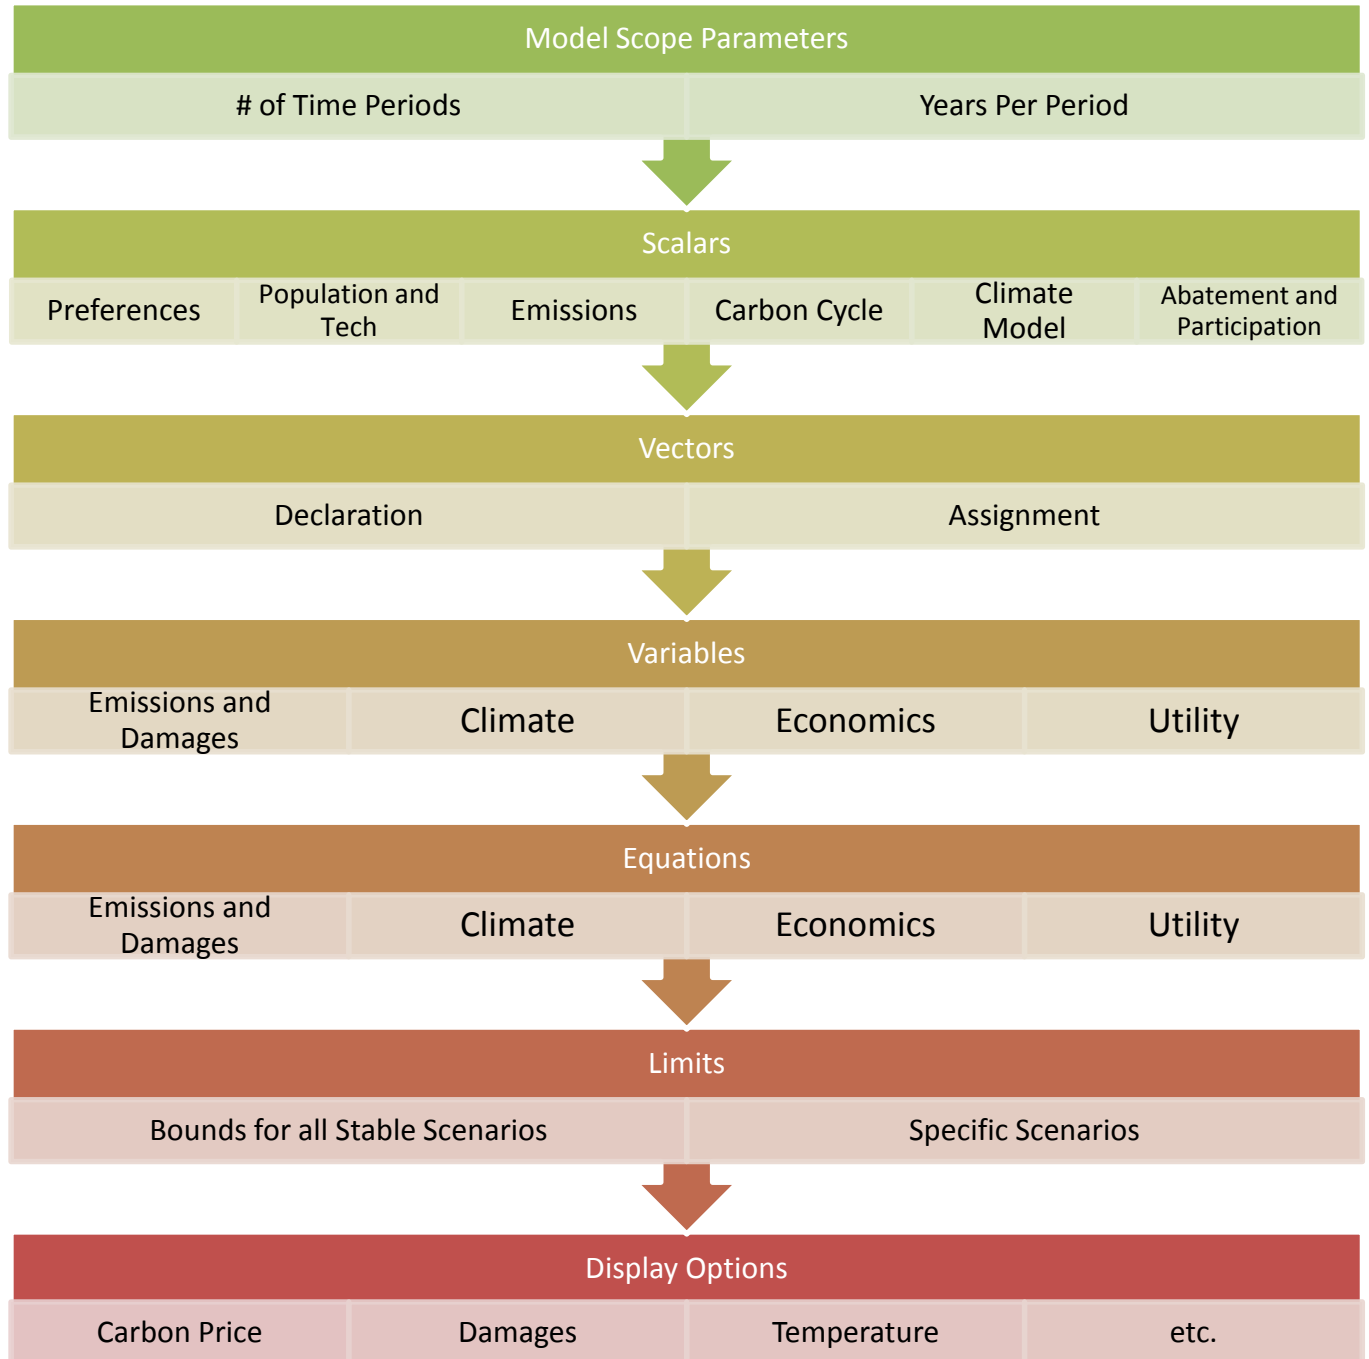 Model Scope Parameters
# of Time Periods
Years Per Period
Scalars
Preferences
Population and
Tech
Emissions
Carbon Cycle
Climate
Model
Abatement and
Participation
Vectors
Declaration
Assignment
Variables
Emissions and
Damages
Climate
Economics
Utility
Equations
Emissions and
Damages
Climate
Economics
Utility
Limits
Bounds for all Stable Scenarios
Specific Scenarios
Display Options
Carbon Price
Damages
Temperature
etc.